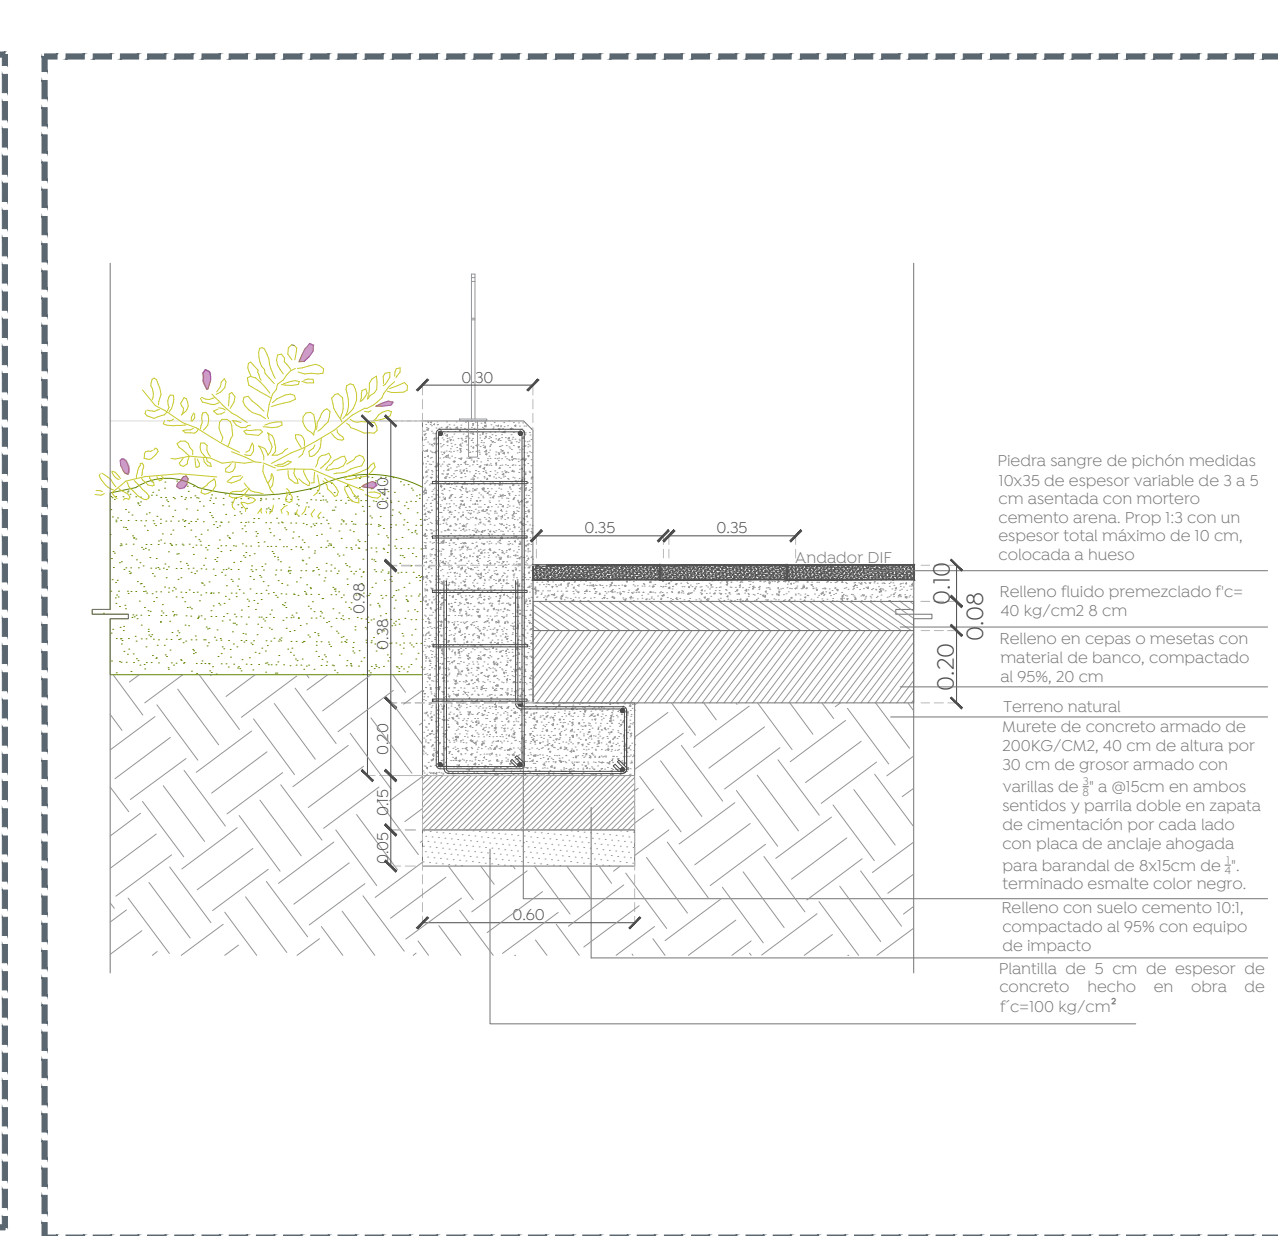 0.30
0.40
0.35
0.35
Andador DIF
0.98
0.38
0.10
0.08
0.20
0.20
0.15
0.05
0.60
Piedra sangre de pichón medidas
10x35 de espesor variable de 3 a 5
cm asentada con mortero
cemento arena. Prop 1:3 con un
espesor total máximo de 10 cm,
colocada a hueso
Relleno fluido premezclado f'c=
40 kg/cm2 8 cm
Relleno en cepas o mesetas con
material de banco, compactado
al 95%, 20 cm
Terreno natural
Murete de concreto armado de
200KG/CM2, 40 cm de altura por
30 cm de grosor armado con
varillas de 3/8" a @15cm en ambos
sentidos y parrila doble en zapata
de cimentación por cada lado
con placa de anclaje ahogada
para barandal de 8x15cm de 1/4".
terminado esmalte color negro.
Relleno con suelo cemento 10:1,
compactado al 95% con equipo
de impacto
Plantilla de 5 cm de espesor de
concreto hecho en obra de
f´c=100 kg/cm²